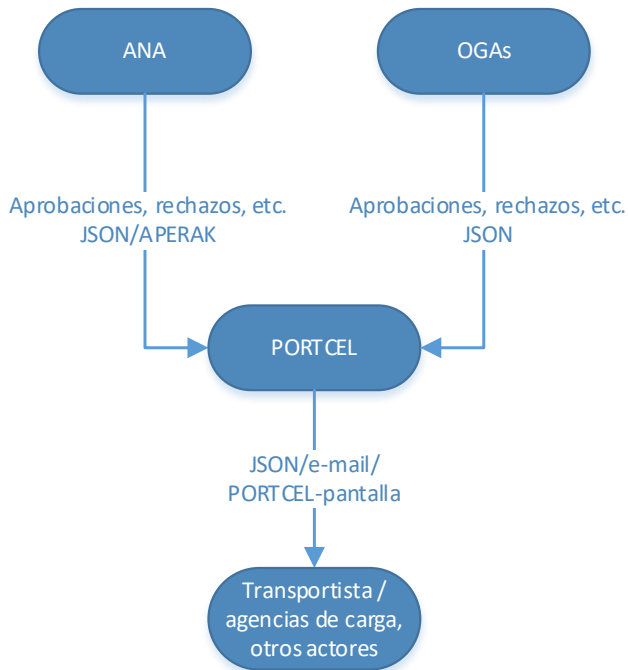 ANA
OGAs
Aprobaciones, rechazos, etc.
JSON/APERAK
Aprobaciones, rechazos, etc.
JSON
PORTCEL
JSON/e-mail/
PORTCEL-pantalla
Transportista /
agencias de carga,
otros actores